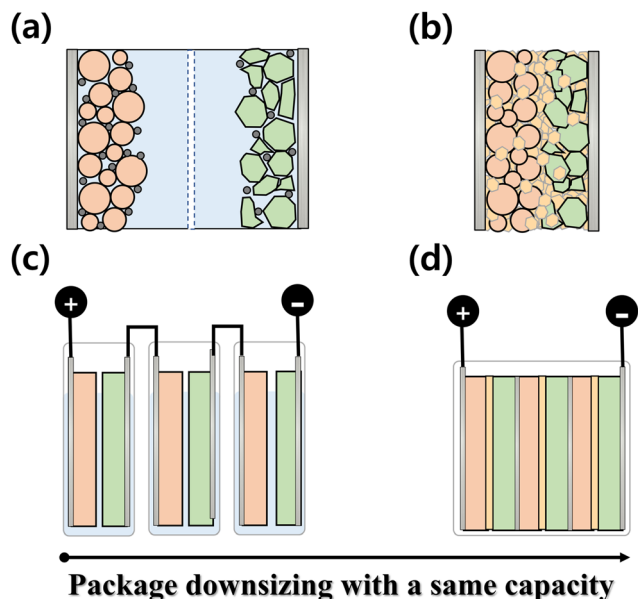 (a)
(b)
(c)
(d)
+
-
+
-
Package downsizing with a same capacity